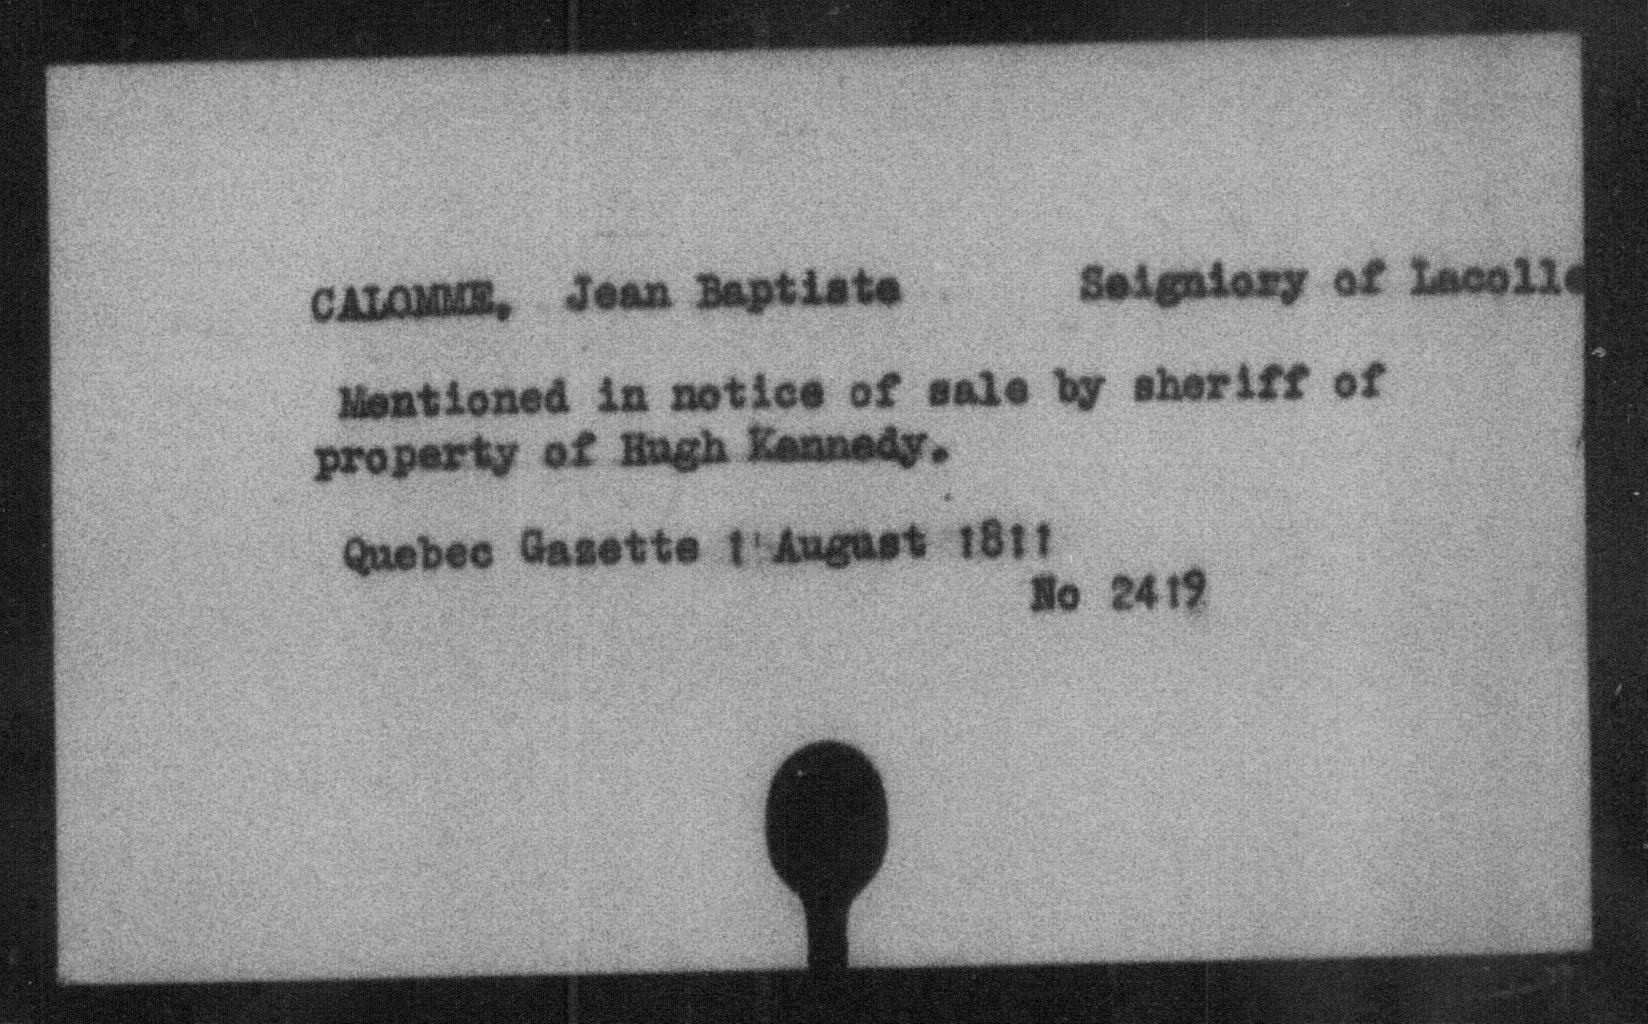 CALOMME, Jean Baptiste Seigniory of Lacolle
Mentioned in notice of sale by sheriff of
property of Hugh Kennedy.
Quebec Gazette 1 August 1811
No 2419